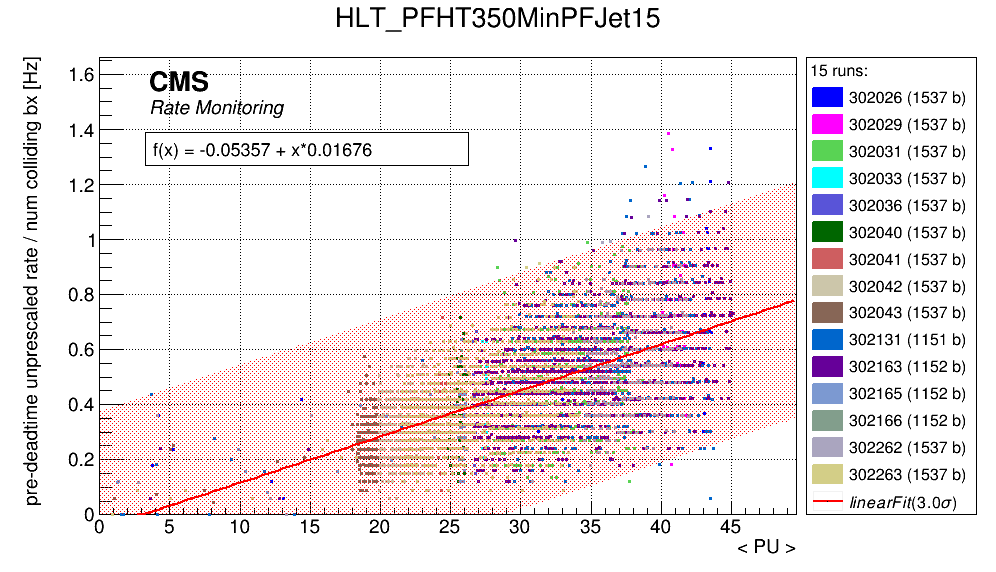 HLT_PFHT350MinPFJet15
pre-deadtime unprescaled rate / num colliding bx [Hz]
CMS
Rate Monitoring
f(x) = -0.05357 + x*0.01676
1.6
1.4
1.2
1
0.8
0.6
0.4
0.2
0
0 5 10 15 20 25 30 35 40 45
< PU >
15 runs:
302026 (1537 b)
302029 (1537 b)
302031 (1537 b)
302033 (1537 b)
302036 (1537 b)
302040 (1537 b)
302041 (1537 b)
302042 (1537 b)
302043 (1537 b)
302131 (1151 b)
302163 (1152 b)
302165 (1152 b)
302166 (1152 b)
302262 (1537 b)
302263 (1537 b)
linearFit(3.0σ)